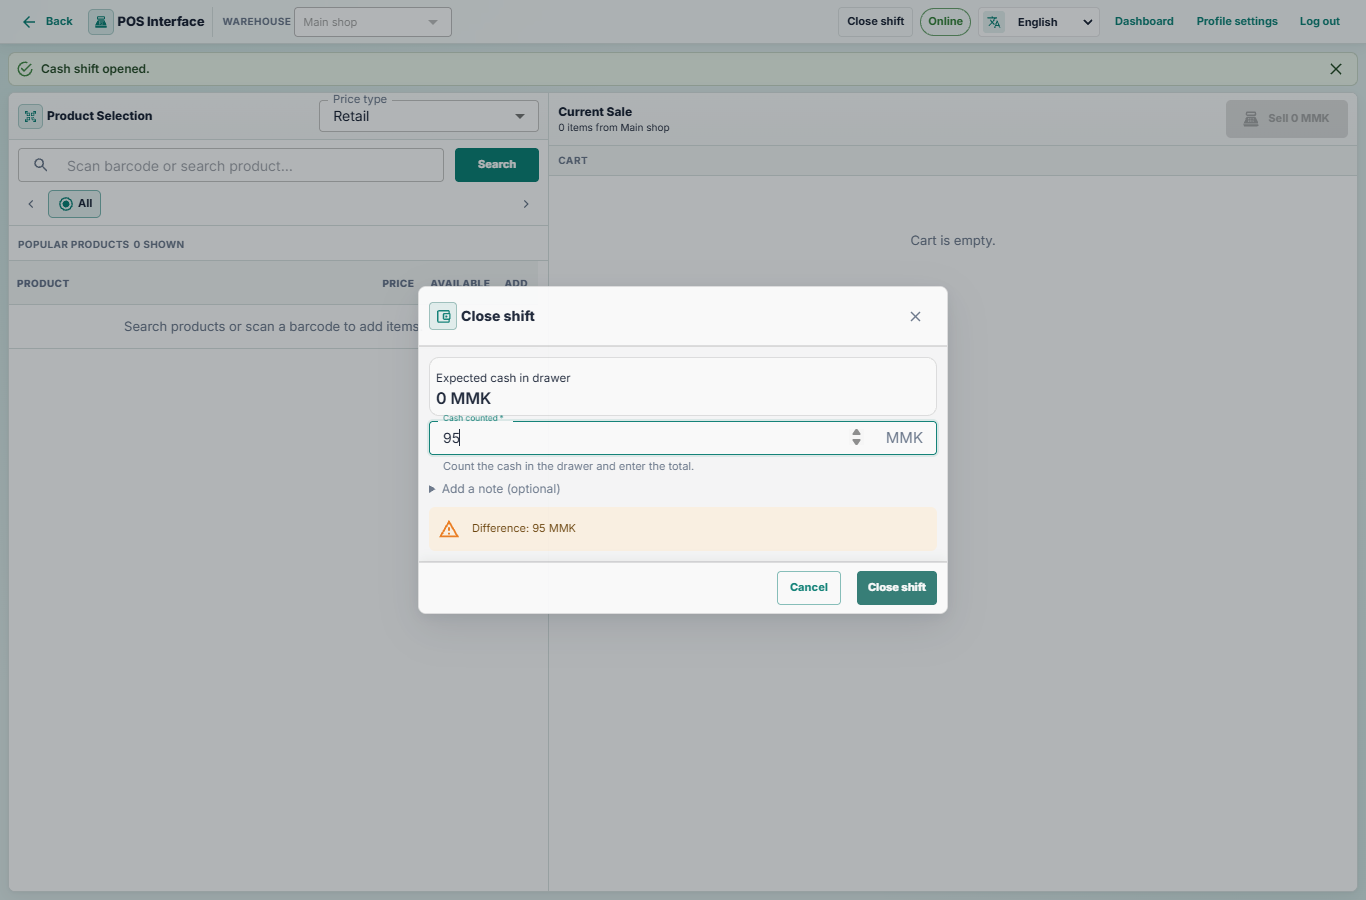 Back
POS Interface
WAREHOUSE
Main shop
Close shift
Online
English
Dashboard
Profile settings
Log out
Cash shift opened.
Product Selection
Price type
Retail
Scan barcode or search product...
Search
All
POPULAR PRODUCTS 0 SHOWN
PRODUCT PRICE AVAILABLE ADD
Search products or scan a barcode to add items
Current Sale
0 items from Main shop
Sell 0 MMK
CART
Cart is empty.
Close shift
Expected cash in drawer
0 MMK
Cash counted *
95 MMK
Count the cash in the drawer and enter the total.
Add a note (optional)
Difference: 95 MMK
Cancel
Close shift